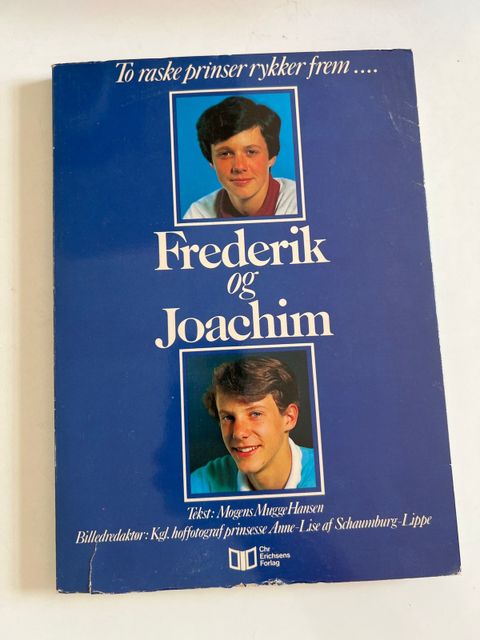 To raske prinser rykker frem ....
Frederik
og
Joachim
Tekst: Mogens Mugge Hansen
Billedredaktør: Kgl. hoffotograf prinsesse Anne-Lise af Schaumburg-Lippe
Chr
Erichsens
Forlag